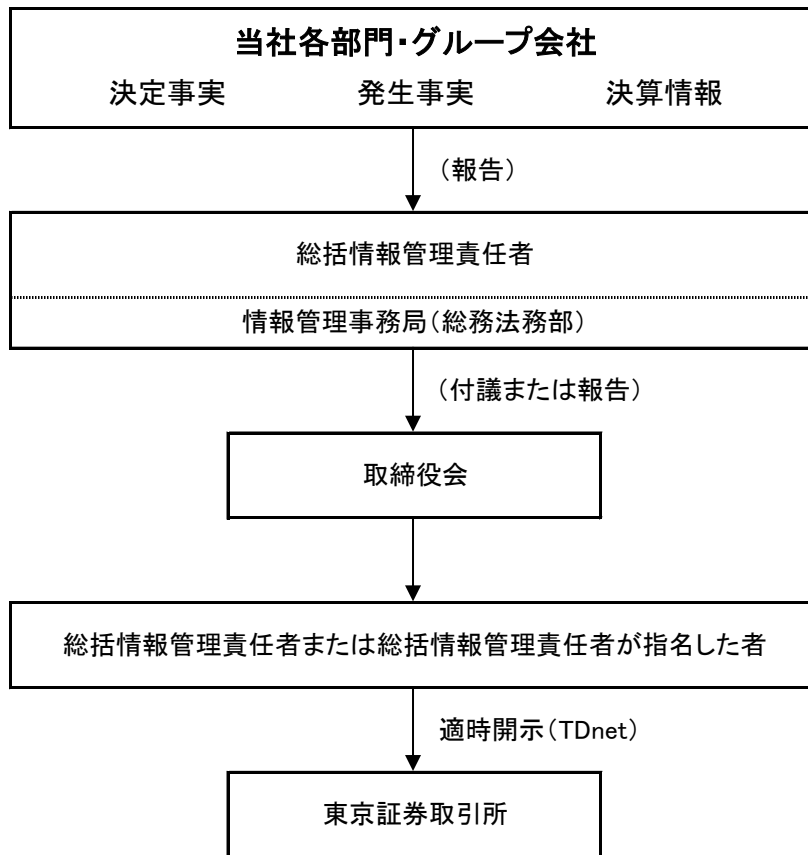 当社各部門・グループ会社
決定事実 発生事実 決算情報
（報告）
総括情報管理責任者
情報管理事務局（総務法務部）
（付議または報告）
取締役会
総括情報管理責任者または総括情報管理責任者が指名した者
適時開示（TDnet）
東京証券取引所